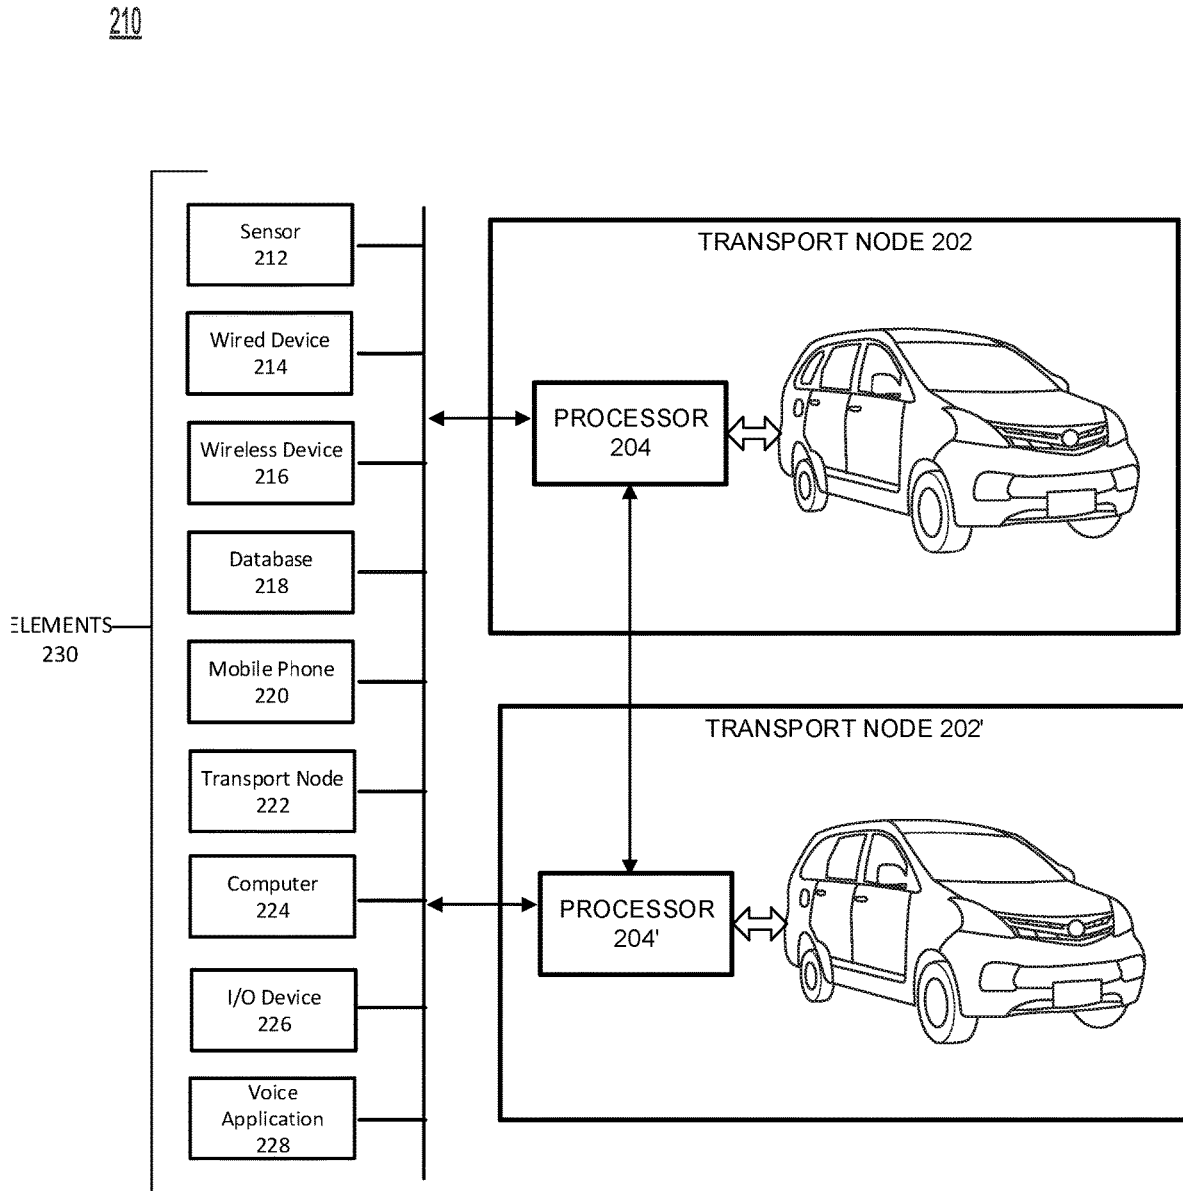 210
Sensor
212
Wired Device
214
Wireless Device
216
Database
218
ELEMENTS
230
Mobile Phone
220
Transport Node
222
Computer
224
I/O Device
226
Voice
Application
228
TRANSPORT NODE 202
PROCESSOR
204
TRANSPORT NODE 202'
PROCESSOR
204'